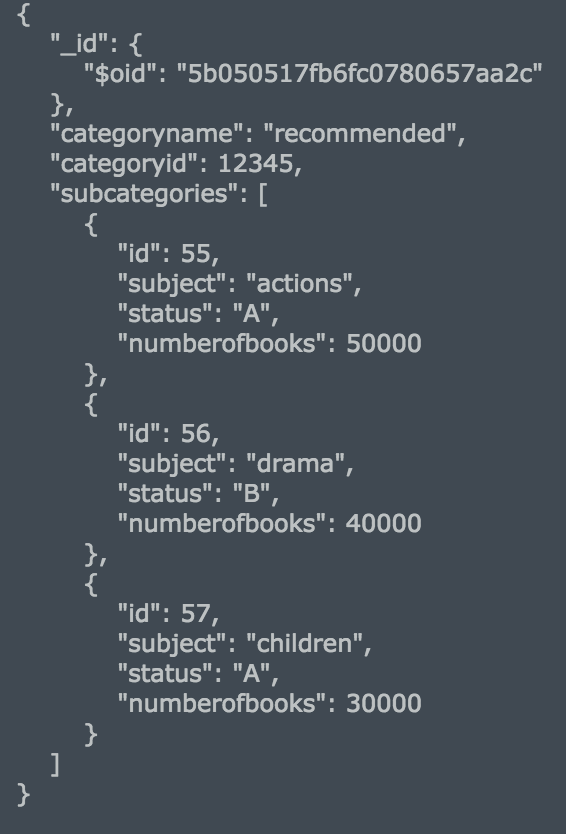 {
"_id": {
"$oid": "5b050517fb6fc0780657aa2c"
},
"categoryname": "recommended",
"categoryid": 12345,
"subcategories": [
{
"id": 55,
"subject": "actions",
"status": "A",
"numberofbooks": 50000
},
{
"id": 56,
"subject": "drama",
"status": "B",
"numberofbooks": 40000
},
{
"id": 57,
"subject": "children",
"status": "A",
"numberofbooks": 30000
}
]
}